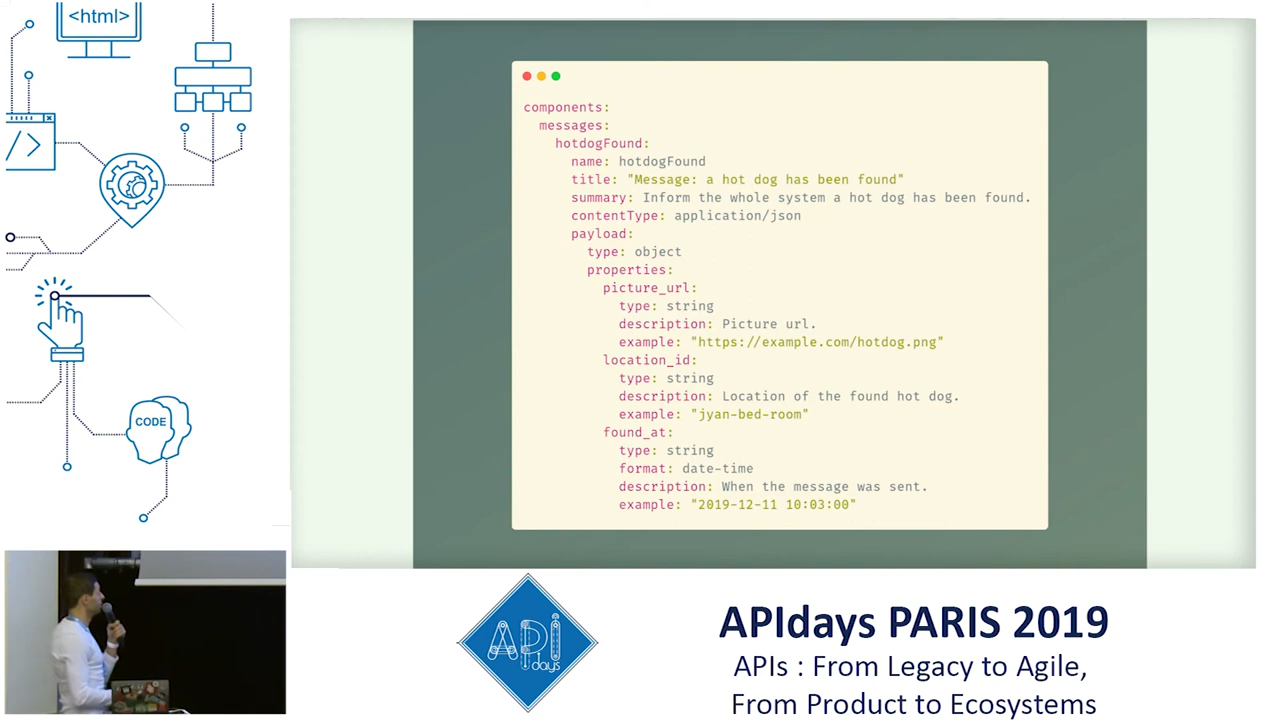 <html>
</>
CODE
components:
messages:
hotdogFound:
name: hotdogFound
title: "Message: a hot dog has been found"
summary: Inform the whole system a hot dog has been found.
contentType: application/json
payload:
type: object
properties:
picture_url:
type: string
description: Picture url.
example: "https://example.com/hotdog.png"
location_id:
type: string
description: Location of the found hot dog.
example: "jyan-bed-room"
found_at:
type: string
format: date-time
description: When the message was sent.
example: "2019-12-11 10:03:00"
API
days
APIdays PARIS 2019
APIs : From Legacy to Agile,
From Product to Ecosystems